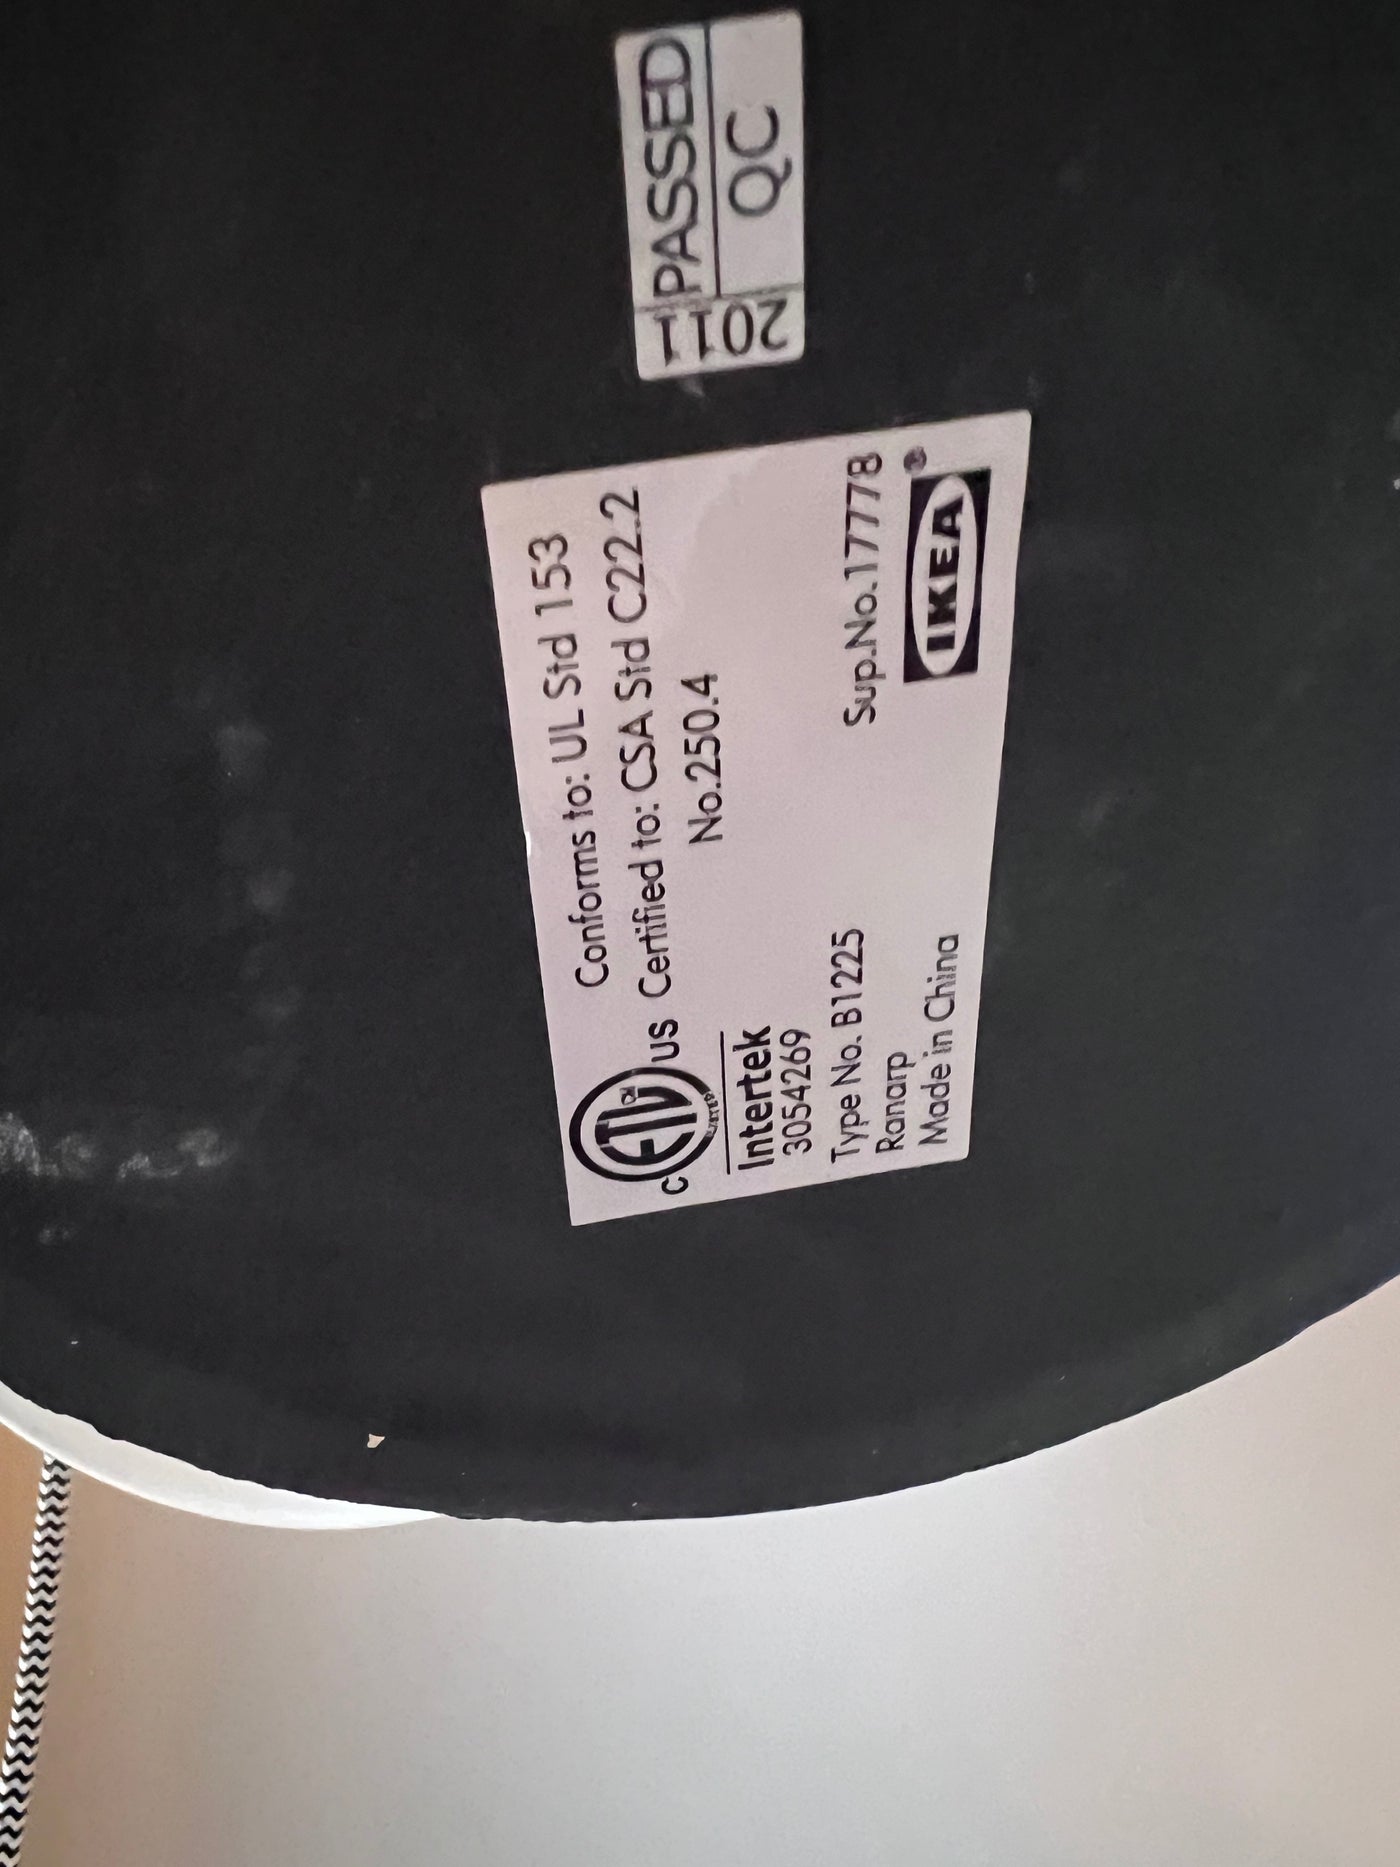 PASSED
QC
2011
Conforms to: UL Std 153
Certified to: CSA Std C22.2
No.250.4
c ETL us
Intertek
3054269
Type No. B1225
Ranarp
Made in China
Sup.No.17778
IKEA®